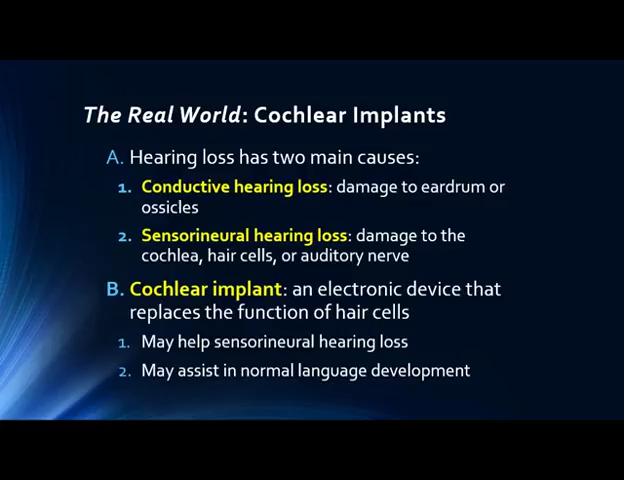 The Real World: Cochlear Implants
A. Hearing loss has two main causes:
1. Conductive hearing loss: damage to eardrum or
ossicles
2. Sensorineural hearing loss: damage to the
cochlea, hair cells, or auditory nerve
B. Cochlear implant: an electronic device that
replaces the function of hair cells
1. May help sensorineural hearing loss
2. May assist in normal language development